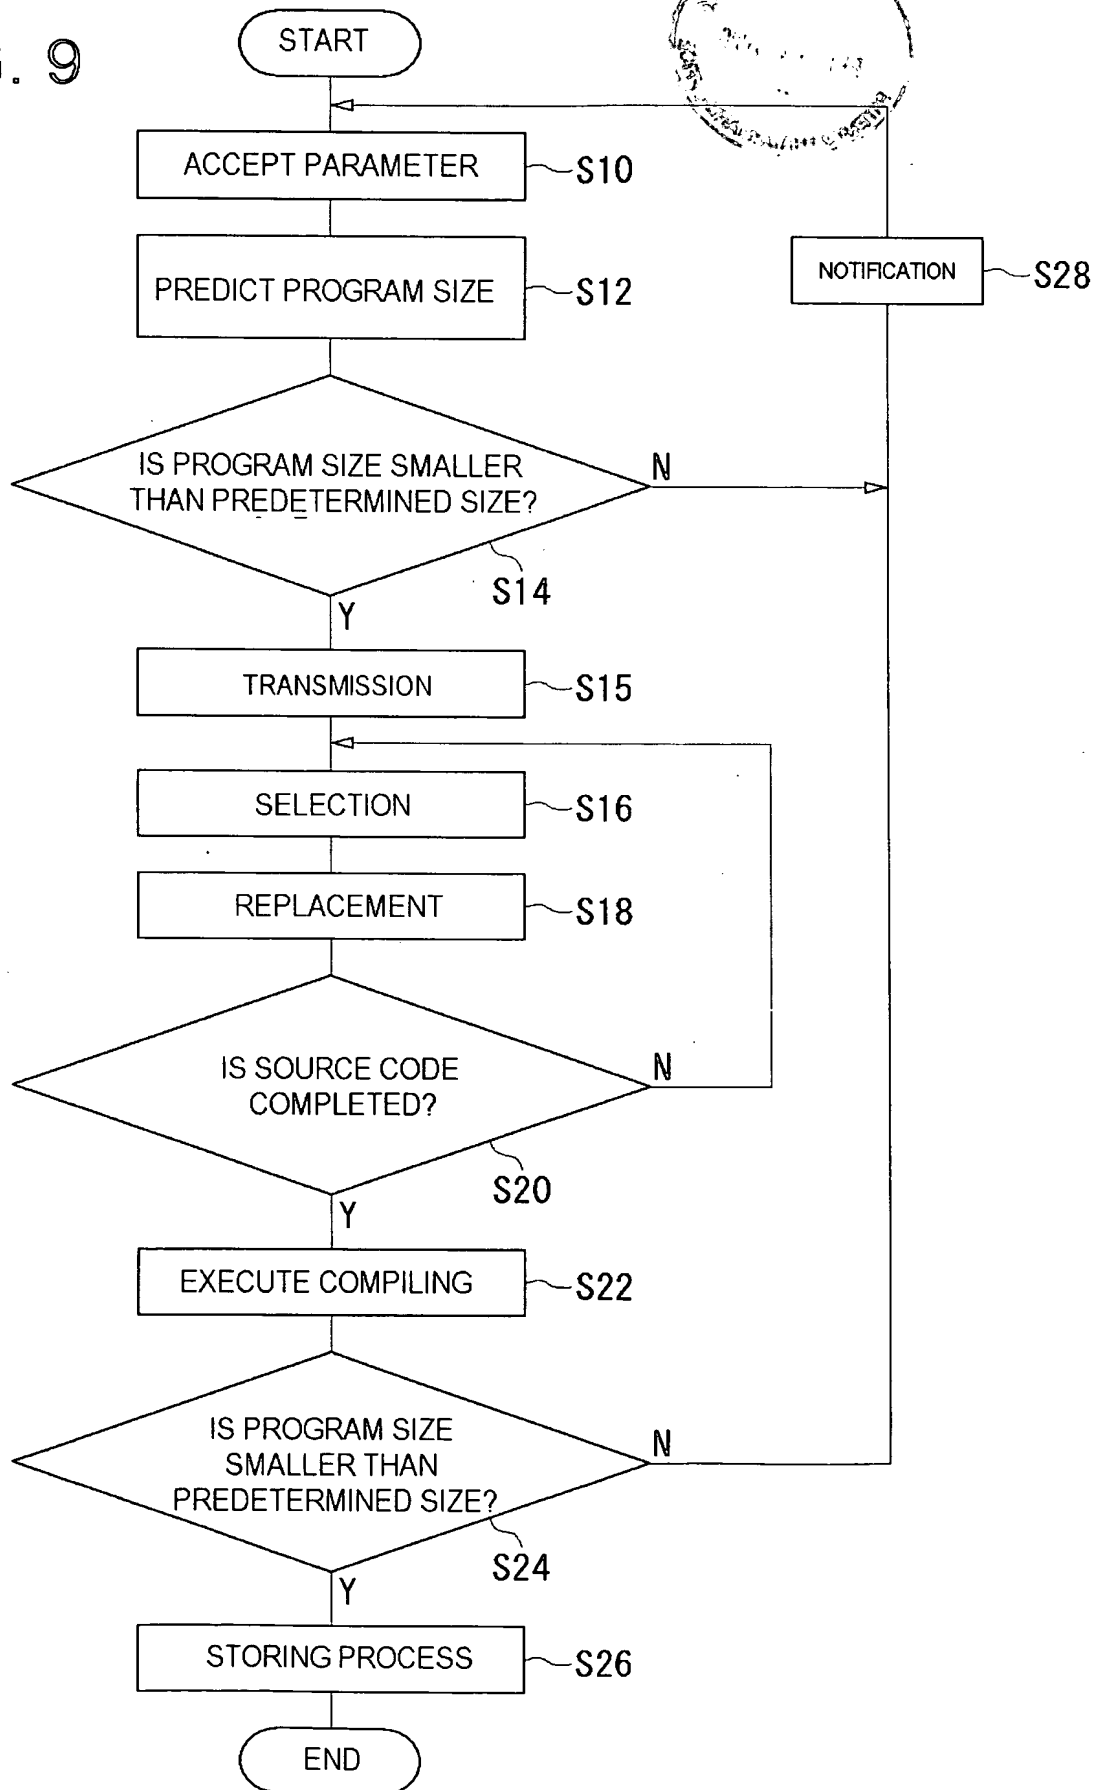 . 9
START
ACCEPT PARAMETER
S10
NOTIFICATION
S28
PREDICT PROGRAM SIZE
S12
IS PROGRAM SIZE SMALLER
THAN PREDETERMINED SIZE?
N
S14
Y
TRANSMISSION
S15
SELECTION
S16
REPLACEMENT
S18
IS SOURCE CODE
COMPLETED?
N
S20
Y
EXECUTE COMPILING
S22
IS PROGRAM SIZE
SMALLER THAN
PREDETERMINED SIZE?
N
S24
Y
STORING PROCESS
S26
END